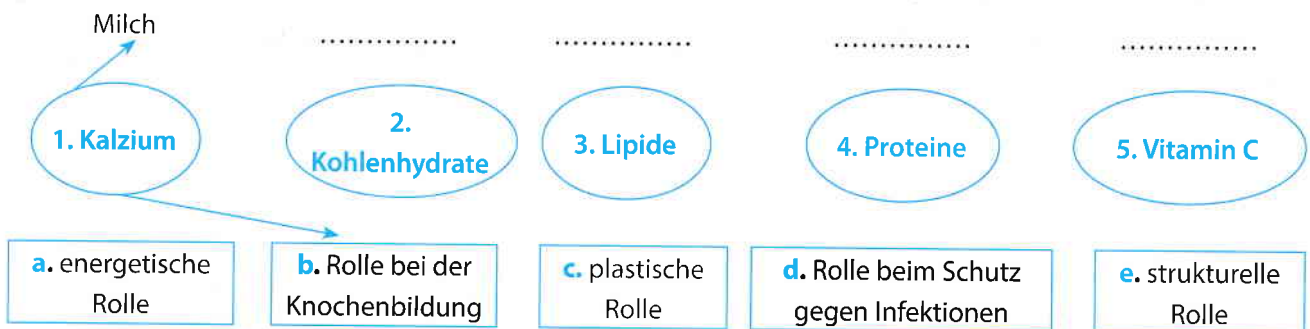 Milch
.............. .............. .............. ..............
1. Kalzium
2.
Kohlenhydrate
3. Lipide
4. Proteine
5. Vitamin C
a. energetische
Rolle
b. Rolle bei der
Knochenbildung
c. plastische
Rolle
d. Rolle beim Schutz
gegen Infektionen
e. strukturelle
Rolle